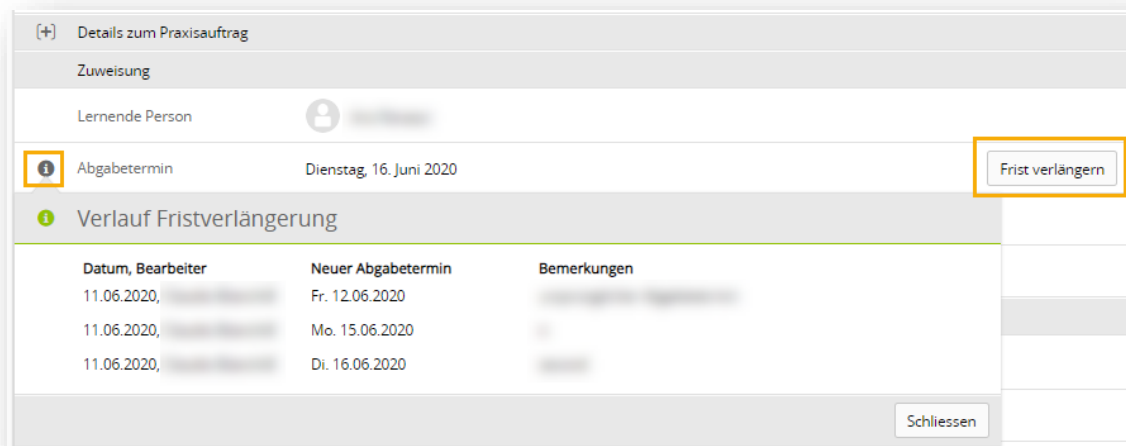 [+] Details zum Praxisauftrag
Zuweisung
Lernende Person
Abgabetermin Dienstag, 16. Juni 2020 Frist verlängern
Verlauf Fristverlängerung
Datum, Bearbeiter Neuer Abgabetermin Bemerkungen
11.06.2020, Fr. 12.06.2020
11.06.2020, Mo. 15.06.2020
11.06.2020, Di. 16.06.2020
Schliessen